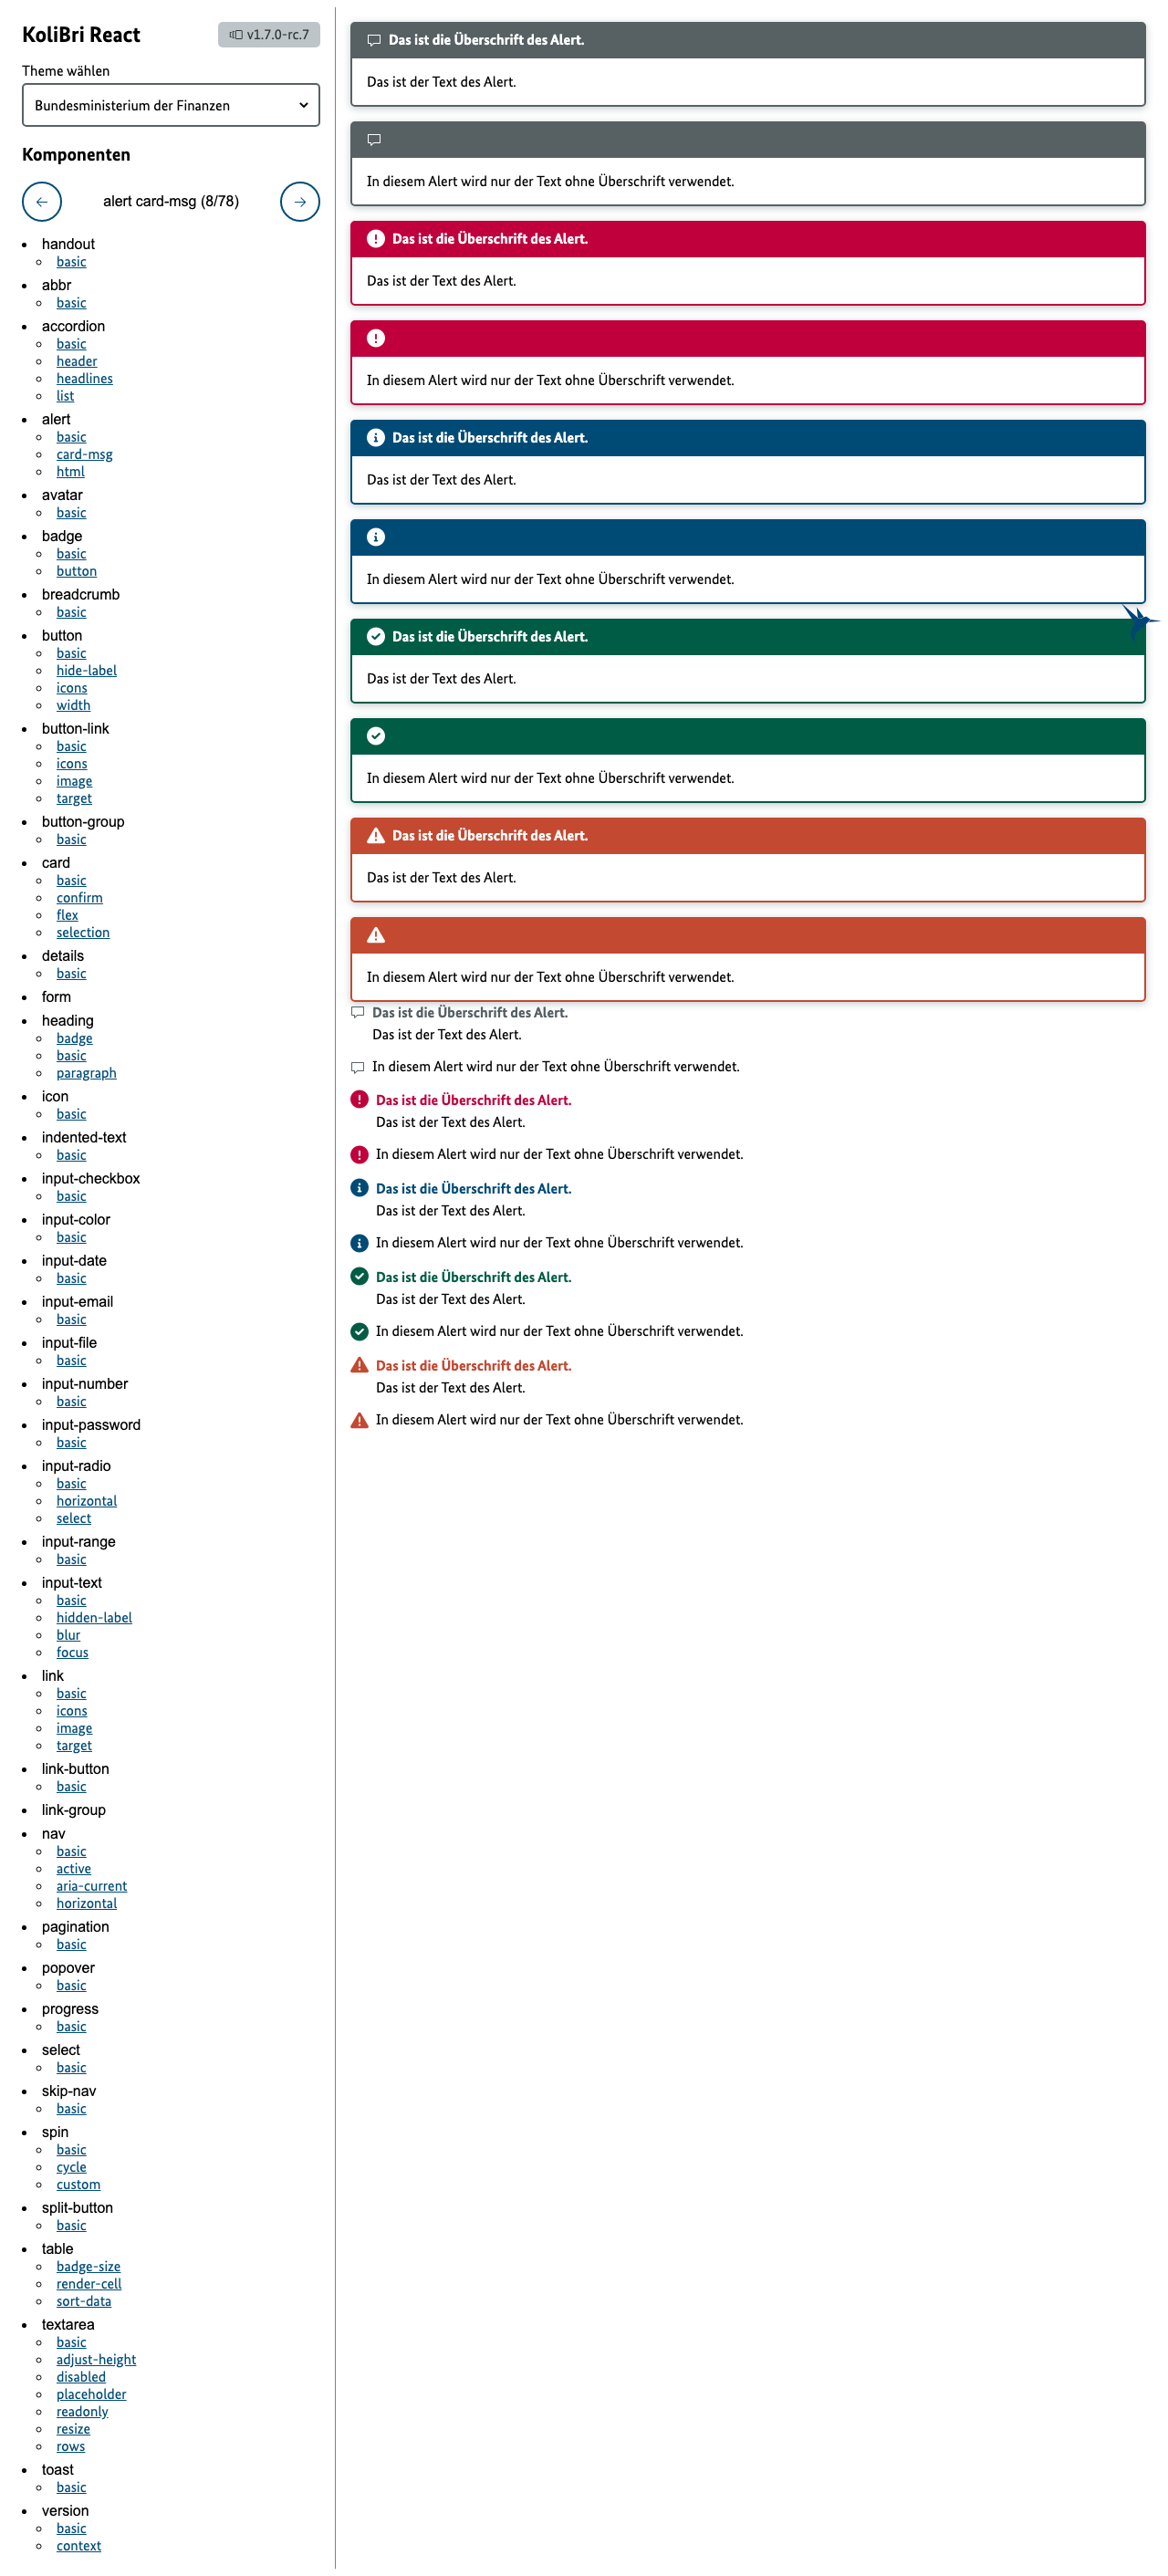 KoliBri React
v1.7.0-rc.7
Theme wählen
Bundesministerium der Finanzen
Komponenten
alert card-msg (8/78)
handout
basic
abbr
basic
accordion
basic
header
headlines
list
alert
basic
card-msg
html
avatar
basic
badge
basic
button
breadcrumb
basic
button
basic
hide-label
icons
width
button-link
basic
icons
image
target
button-group
basic
card
basic
confirm
flex
selection
details
basic
form
heading
badge
basic
paragraph
icon
basic
indented-text
basic
input-checkbox
basic
input-color
basic
input-date
basic
input-email
basic
input-file
basic
input-number
basic
input-password
basic
input-radio
basic
horizontal
select
input-range
basic
input-text
basic
hidden-label
blur
focus
link
basic
icons
image
target
link-button
basic
link-group
nav
basic
active
aria-current
horizontal
pagination
basic
popover
basic
progress
basic
select
basic
skip-nav
basic
spin
basic
cycle
custom
split-button
basic
table
badge-size
render-cell
sort-data
textarea
basic
adjust-height
disabled
placeholder
readonly
resize
rows
toast
basic
version
basic
context
Das ist die Überschrift des Alert.
Das ist der Text des Alert.
In diesem Alert wird nur der Text ohne Überschrift verwendet.
Das ist die Überschrift des Alert.
Das ist der Text des Alert.
In diesem Alert wird nur der Text ohne Überschrift verwendet.
Das ist die Überschrift des Alert.
Das ist der Text des Alert.
In diesem Alert wird nur der Text ohne Überschrift verwendet.
Das ist die Überschrift des Alert.
Das ist der Text des Alert.
In diesem Alert wird nur der Text ohne Überschrift verwendet.
Das ist die Überschrift des Alert.
Das ist der Text des Alert.
In diesem Alert wird nur der Text ohne Überschrift verwendet.
Das ist die Überschrift des Alert.
Das ist der Text des Alert.
In diesem Alert wird nur der Text ohne Überschrift verwendet.
Das ist die Überschrift des Alert.
Das ist der Text des Alert.
In diesem Alert wird nur der Text ohne Überschrift verwendet.
Das ist die Überschrift des Alert.
Das ist der Text des Alert.
In diesem Alert wird nur der Text ohne Überschrift verwendet.
Das ist die Überschrift des Alert.
Das ist der Text des Alert.
In diesem Alert wird nur der Text ohne Überschrift verwendet.
Das ist die Überschrift des Alert.
Das ist der Text des Alert.
In diesem Alert wird nur der Text ohne Überschrift verwendet.